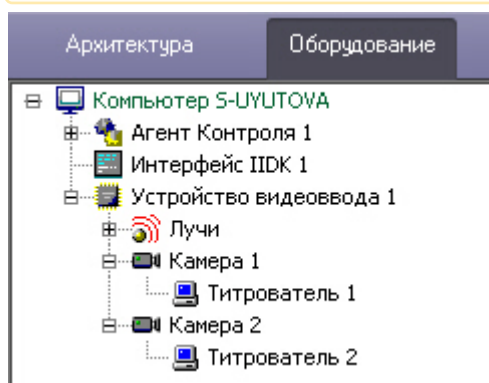 Архитектура Оборудование
Компьютер S-UYUTOVA
Агент Контроля 1
Интерфейс IIDK 1
Устройство видеоввода 1
Лучи
Камера 1
Титрователь 1
Камера 2
Титрователь 2